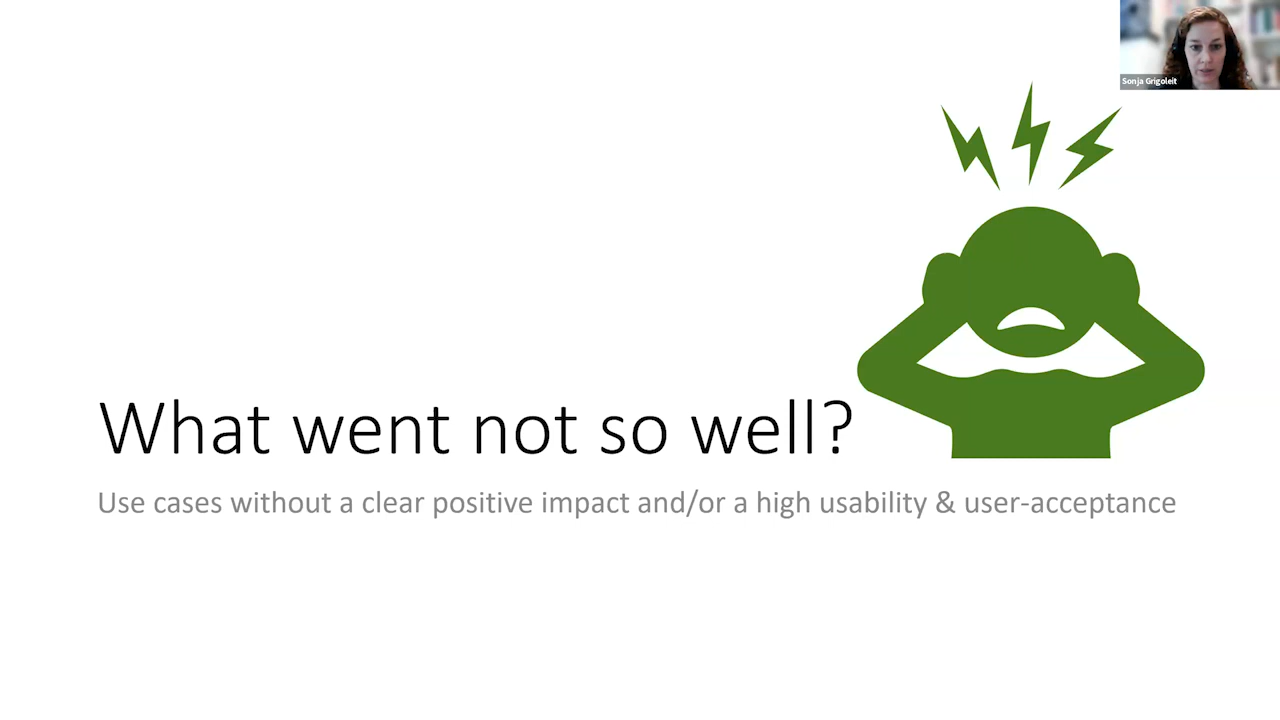 Sonja Grigoleit
What went not so well?
Use cases without a clear positive impact and/or a high usability & user-acceptance